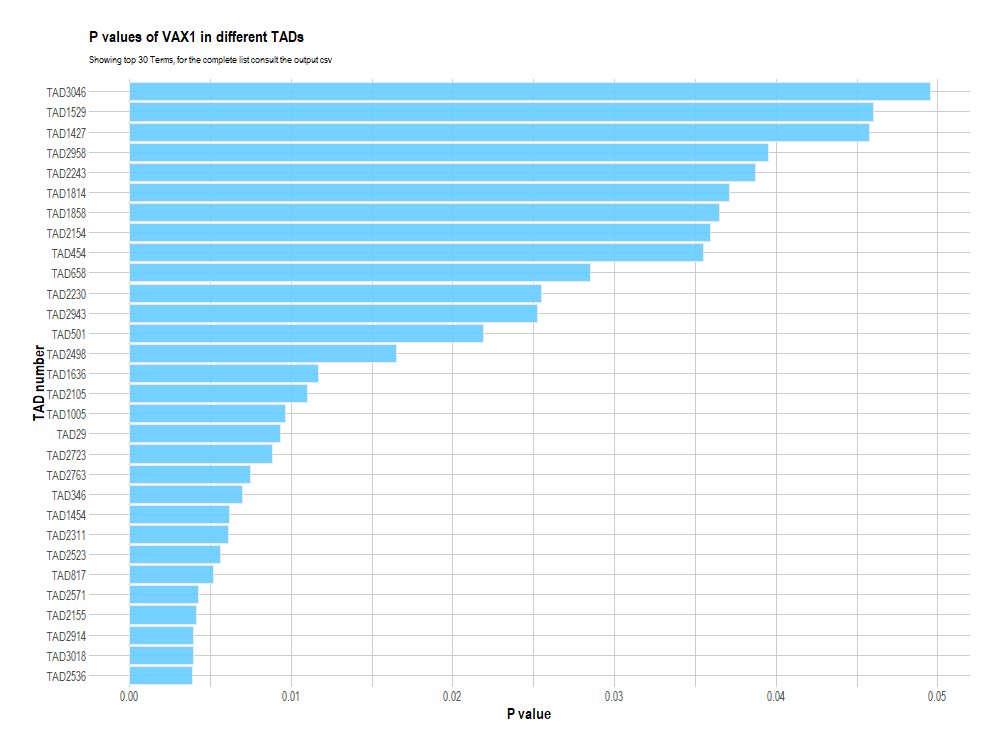 P values of VAX1 in different TADs
Showing top 30 Terms, for the complete list consult the output csv
TAD number
TAD3046
TAD1529
TAD1427
TAD2958
TAD2243
TAD1814
TAD1858
TAD2154
TAD454
TAD658
TAD2230
TAD2943
TAD501
TAD2498
TAD1636
TAD2105
TAD1005
TAD29
TAD2723
TAD2763
TAD346
TAD1454
TAD2311
TAD2523
TAD817
TAD2571
TAD2155
TAD2914
TAD3018
TAD2536
0.00 0.01 0.02 0.03 0.04 0.05
P value